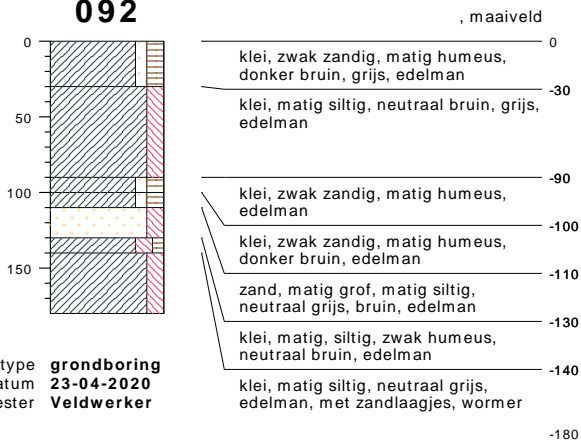 092
, maaiveld
0
0
klei, zwak zandig, matig humeus,
donker bruin, grijs, edelman
-30
klei, matig siltig, neutraal bruin, grijs,
edelman
50
-90
klei, zwak zandig, matig humeus,
edelman
100
-100
klei, zwak zandig, matig humeus,
donker bruin, edelman
-110
zand, matig grof, matig siltig,
neutraal grijs, bruin, edelman
150
-130
klei, matig, siltig, zwak humeus,
neutraal bruin, edelman
-140
klei, matig siltig, neutraal grijs,
edelman, met zandlaagjes, wormer
-180
type grondboring
atum 23-04-2020
ester Veldwerker